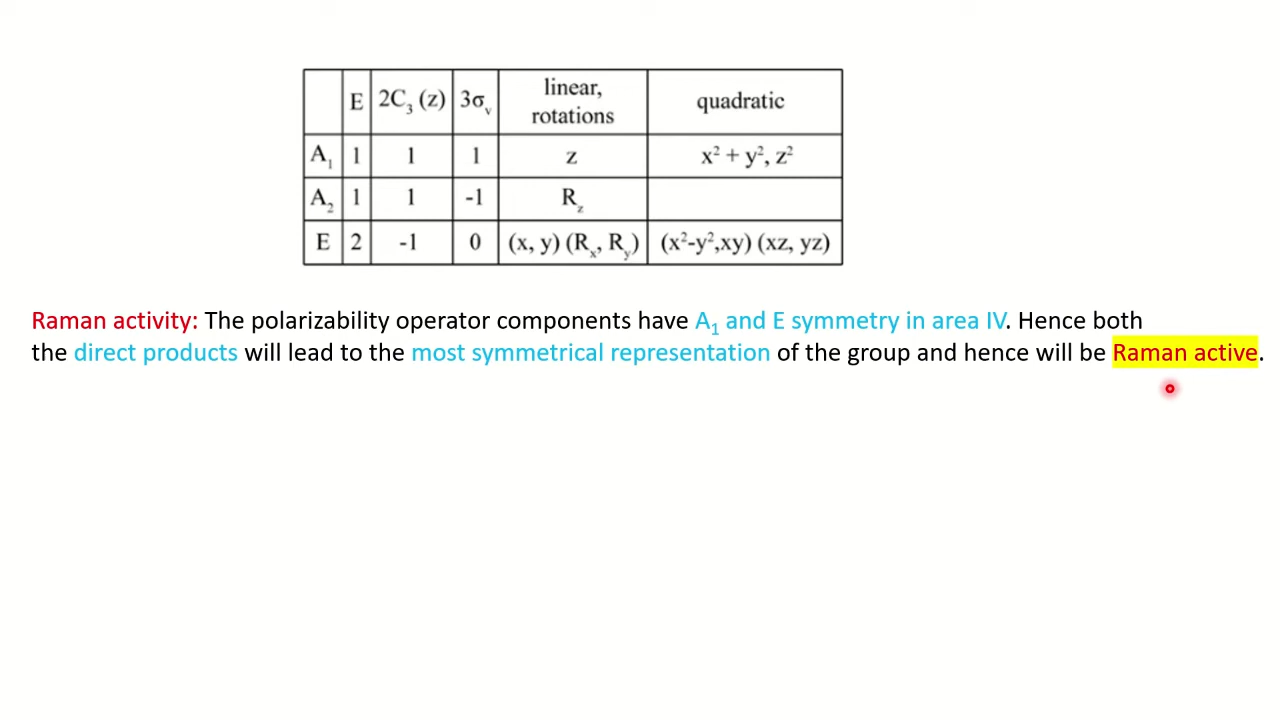 E 2C₃ (z) 3σᵥ linear, rotations quadratic
A₁ 1 1 1 z x² + y², z²
A₂ 1 1 -1 R_z
E 2 -1 0 (x, y) (Rₓ, R_y) (x²-y²,xy) (xz, yz)
Raman activity: The polarizability operator components have A₁ and E symmetry in area IV. Hence both
the direct products will lead to the most symmetrical representation of the group and hence will be Raman active.